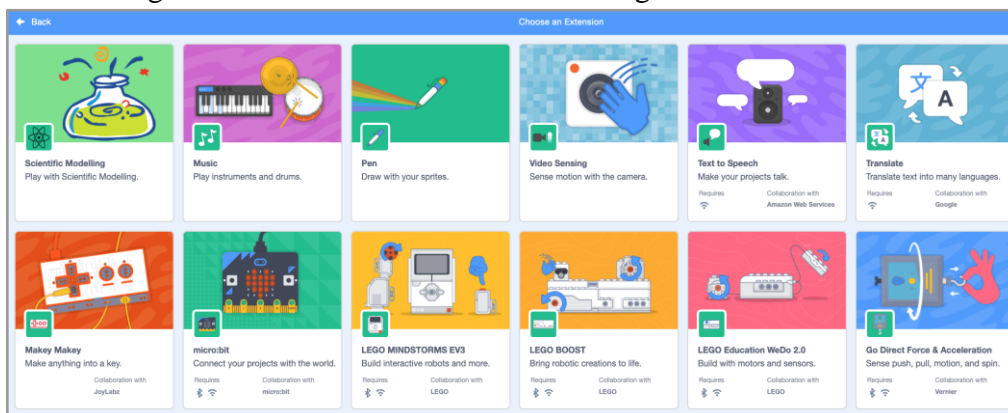 Back
Choose an Extension
Scientific Modelling
Play with Scientific Modelling.
Music
Play instruments and drums.
Pen
Draw with your sprites.
Video Sensing
Sense motion with the camera.
Text to Speech
Make your projects talk.
Requires
Collaboration with
Amazon Web Services
Translate
Translate text into many languages.
Requires
Collaboration with
Google
文
A
Makey Makey
Make anything into a key.
Collaboration with
JoyLabz
micro:bit
Connect your projects with the world.
Requires
Collaboration with
micro:bit
LEGO MINDSTORMS EV3
Build interactive robots and more.
Requires
Collaboration with
LEGO
LEGO BOOST
Bring robotic creations to life.
Requires
Collaboration with
LEGO
LEGO Education WeDo 2.0
Build with motors and sensors.
Requires
Collaboration with
LEGO
Go Direct Force & Acceleration
Sense push, pull, motion, and spin.
Requires
Collaboration with
Vernier